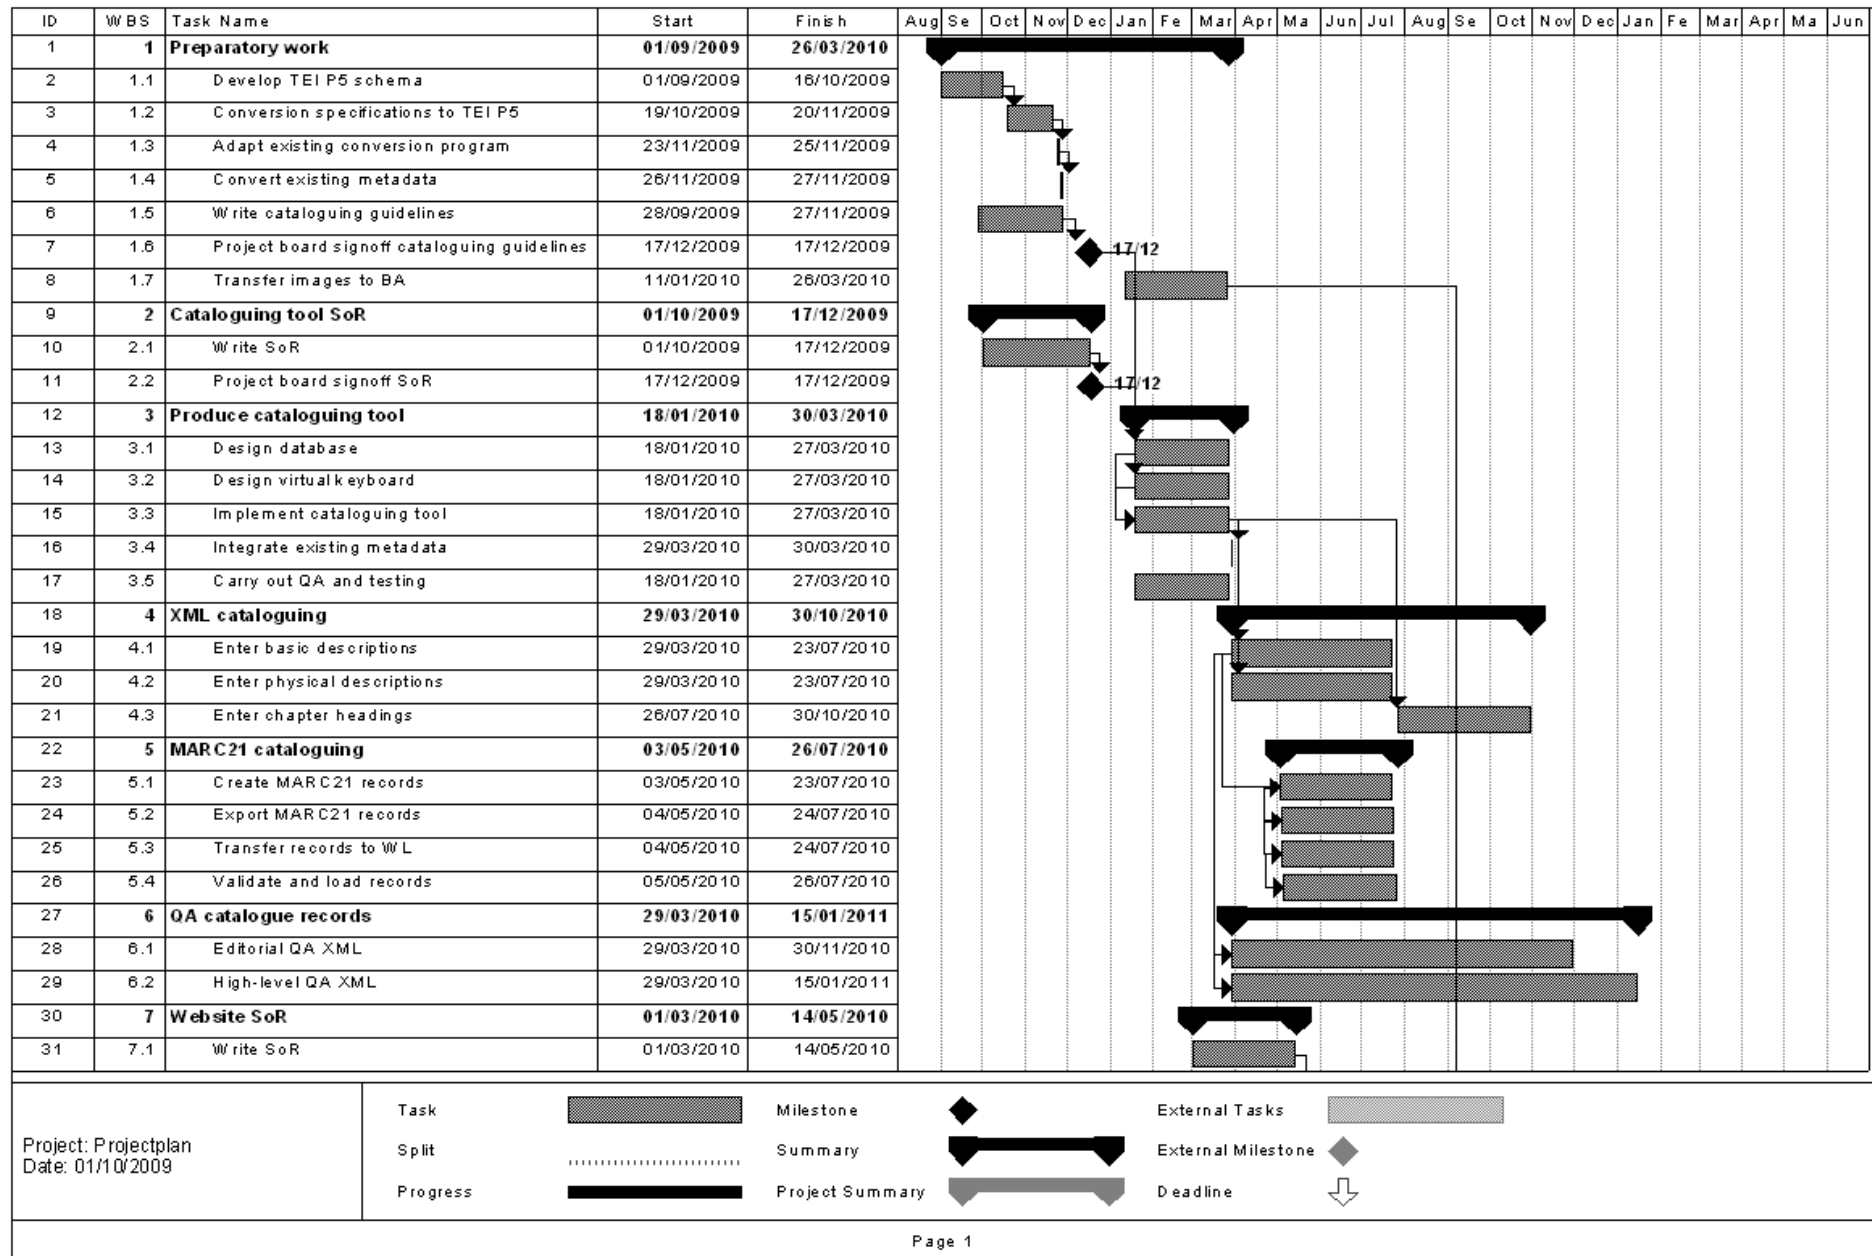 ID WBS Task Name Start Finish Aug Se Oct Nov Dec Jan Fe Mar Apr Ma Jun Jul Aug Se Oct Nov Dec Jan Fe Mar Apr Ma Jun
1 1 Preparatory work 01/09/2009 26/03/2010
2 1.1 Develop TEI P5 schema 01/09/2009 16/10/2009
3 1.2 Conversion specifications to TEI P5 19/10/2009 20/11/2009
4 1.3 Adapt existing conversion program 23/11/2009 25/11/2009
5 1.4 Convert existing metadata 26/11/2009 27/11/2009
6 1.5 Write cataloguing guidelines 28/09/2009 27/11/2009
7 1.6 Project board signoff cataloguing guidelines 17/12/2009 17/12/2009 17/12
8 1.7 Transfer images to BA 11/01/2010 26/03/2010
9 2 Cataloguing tool SoR 01/10/2009 17/12/2009
10 2.1 Write SoR 01/10/2009 17/12/2009
11 2.2 Project board signoff SoR 17/12/2009 17/12/2009 17/12
12 3 Produce cataloguing tool 18/01/2010 30/03/2010
13 3.1 Design database 18/01/2010 27/03/2010
14 3.2 Design virtual keyboard 18/01/2010 27/03/2010
15 3.3 Implement cataloguing tool 18/01/2010 27/03/2010
16 3.4 Integrate existing metadata 29/03/2010 30/03/2010
17 3.5 Carry out QA and testing 18/01/2010 27/03/2010
18 4 XML cataloguing 29/03/2010 30/10/2010
19 4.1 Enter basic descriptions 29/03/2010 23/07/2010
20 4.2 Enter physical descriptions 29/03/2010 23/07/2010
21 4.3 Enter chapter headings 26/07/2010 30/10/2010
22 5 MARC21 cataloguing 03/05/2010 26/07/2010
23 5.1 Create MARC21 records 03/05/2010 23/07/2010
24 5.2 Export MARC21 records 04/05/2010 24/07/2010
25 5.3 Transfer records to WL 04/05/2010 24/07/2010
26 5.4 Validate and load records 05/05/2010 26/07/2010
27 6 QA catalogue records 29/03/2010 15/01/2011
28 6.1 Editorial QA XML 29/03/2010 30/11/2010
29 6.2 High-level QA XML 29/03/2010 15/01/2011
30 7 Website SoR 01/03/2010 14/05/2010
31 7.1 Write SoR 01/03/2010 14/05/2010
Project: Projectplan
Date: 01/10/2009
Task Milestone External Tasks
Split Summary External Milestone
Progress Project Summary Deadline
Page 1